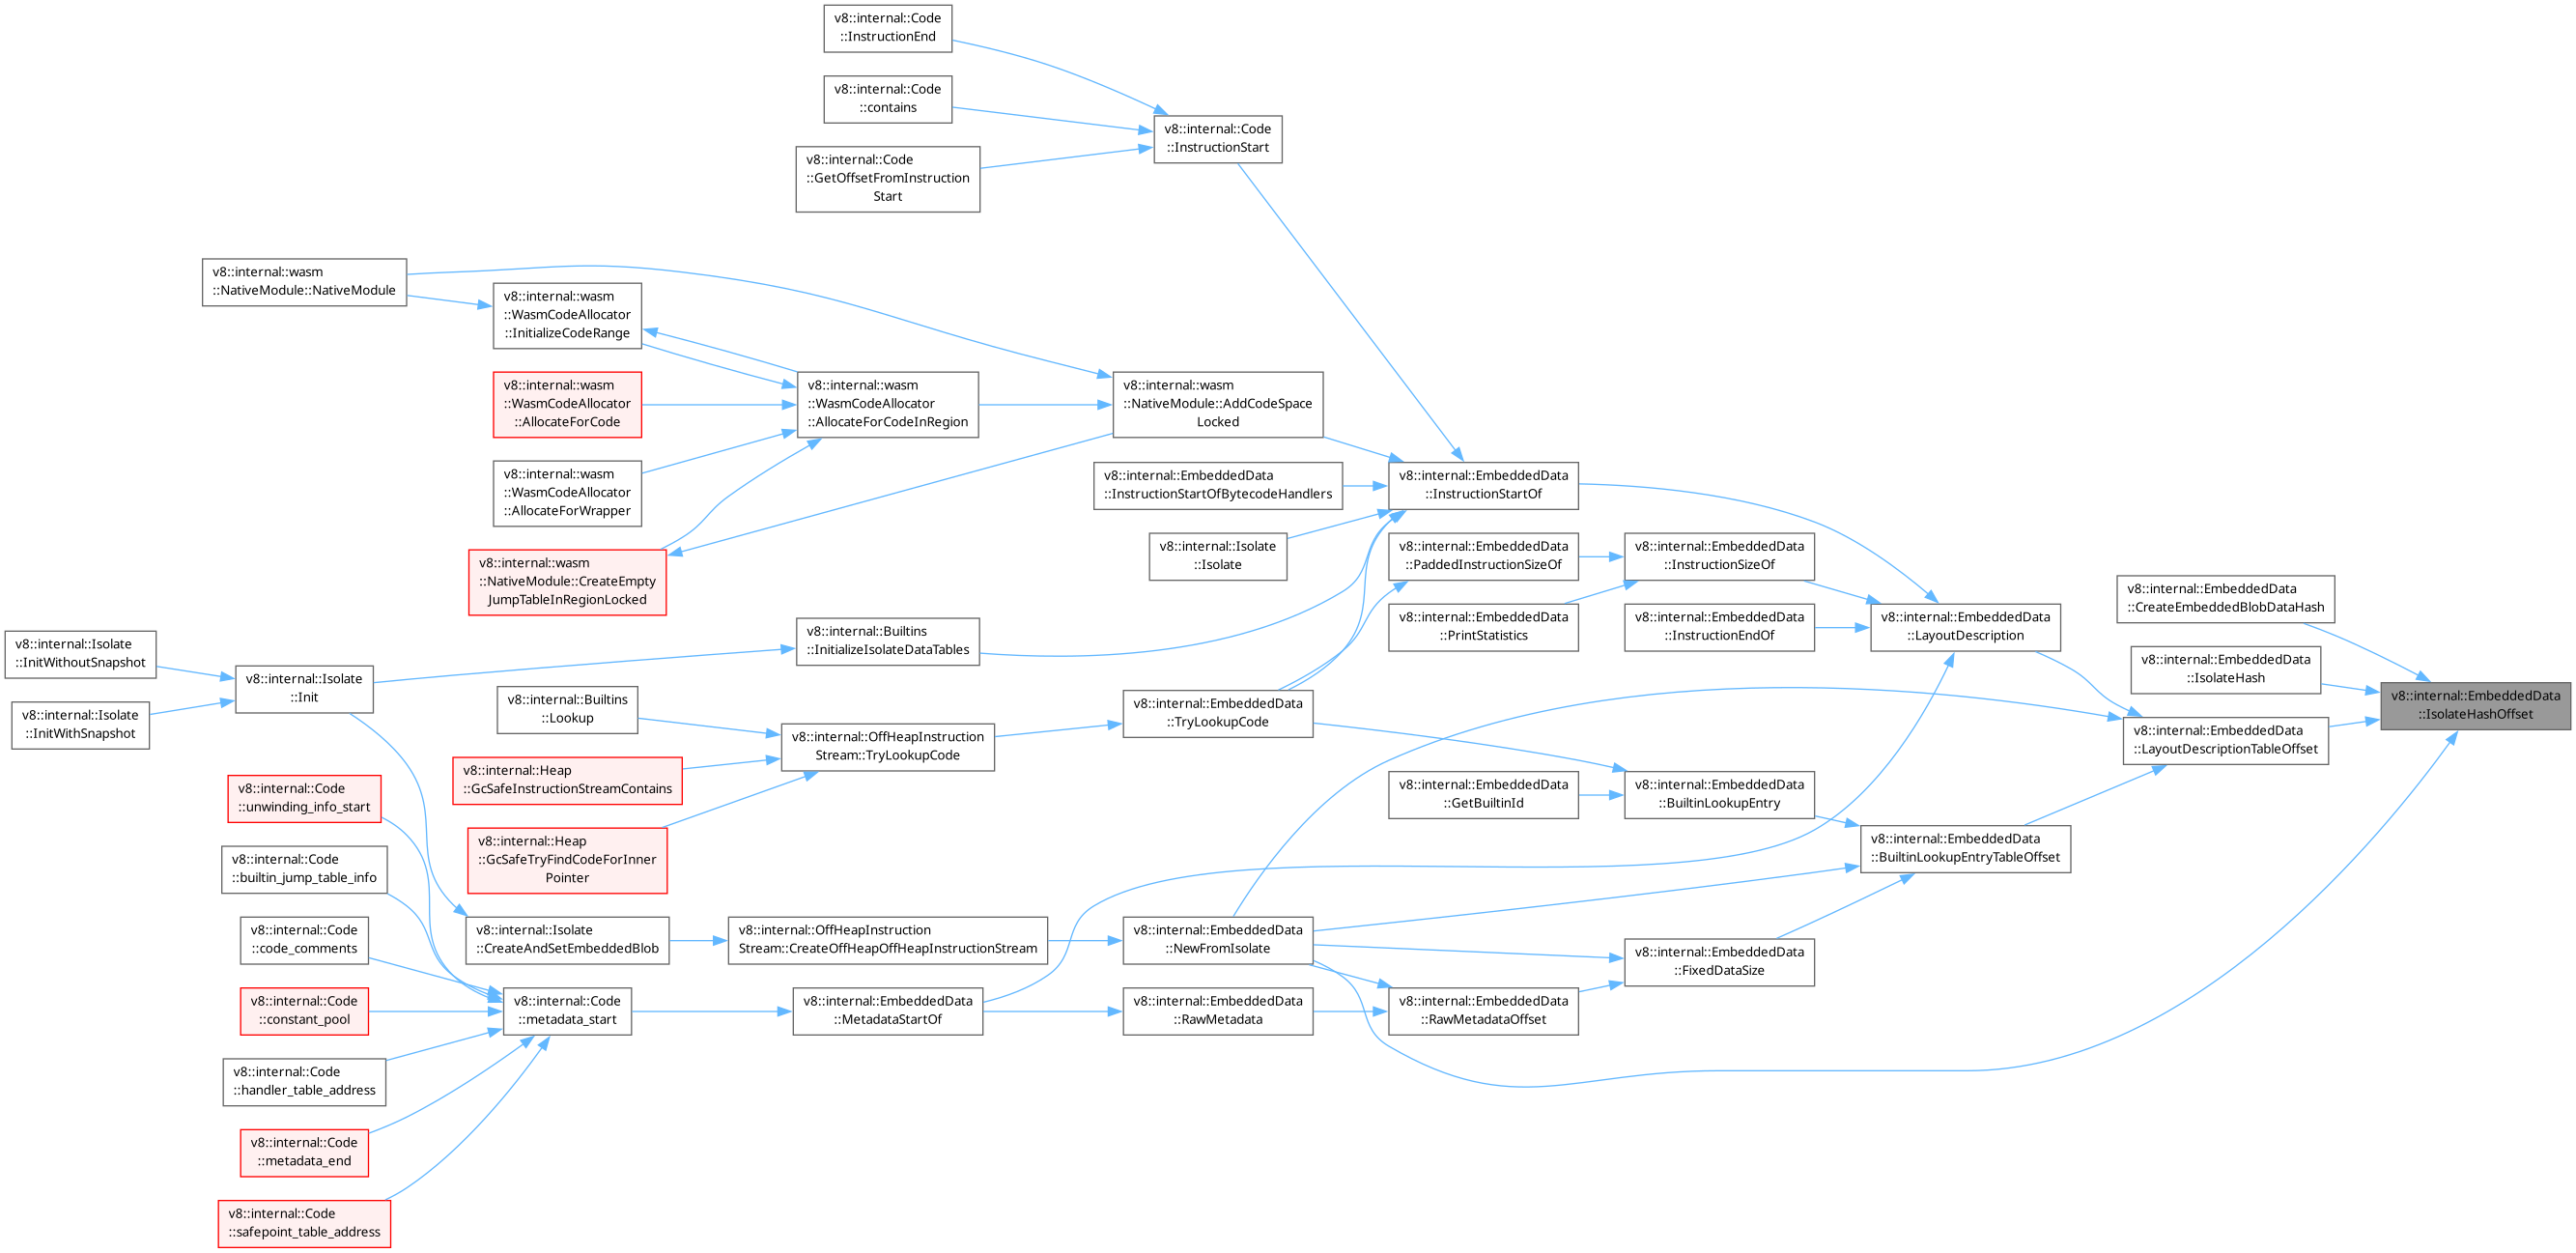 v8::internal::Code
::InstructionEnd
v8::internal::Code
::contains
v8::internal::Code
::InstructionStart
v8::internal::Code
::GetOffsetFromInstruction
Start
v8::internal::wasm
::NativeModule::NativeModule
v8::internal::wasm
::WasmCodeAllocator
::InitializeCodeRange
v8::internal::wasm
::WasmCodeAllocator
::AllocateForCode
v8::internal::wasm
::WasmCodeAllocator
::AllocateForCodeInRegion
v8::internal::wasm
::NativeModule::AddCodeSpace
Locked
v8::internal::wasm
::WasmCodeAllocator
::AllocateForWrapper
v8::internal::EmbeddedData
::InstructionStartOfBytecodeHandlers
v8::internal::EmbeddedData
::InstructionStartOf
v8::internal::wasm
::NativeModule::CreateEmpty
JumpTableInRegionLocked
v8::internal::Isolate
::Isolate
v8::internal::EmbeddedData
::PaddedInstructionSizeOf
v8::internal::EmbeddedData
::InstructionSizeOf
v8::internal::EmbeddedData
::CreateEmbeddedBlobDataHash
v8::internal::Isolate
::InitWithoutSnapshot
v8::internal::Builtins
::InitializeIsolateDataTables
v8::internal::EmbeddedData
::PrintStatistics
v8::internal::EmbeddedData
::InstructionEndOf
v8::internal::EmbeddedData
::LayoutDescription
v8::internal::EmbeddedData
::IsolateHash
v8::internal::Isolate
::Init
v8::internal::EmbeddedData
::IsolateHashOffset
v8::internal::Isolate
::InitWithSnapshot
v8::internal::Builtins
::Lookup
v8::internal::OffHeapInstruction
Stream::TryLookupCode
v8::internal::EmbeddedData
::TryLookupCode
v8::internal::EmbeddedData
::LayoutDescriptionTableOffset
v8::internal::Heap
::GcSafeInstructionStreamContains
v8::internal::EmbeddedData
::GetBuiltinId
v8::internal::EmbeddedData
::BuiltinLookupEntry
v8::internal::Code
::unwinding_info_start
v8::internal::Heap
::GcSafeTryFindCodeForInner
Pointer
v8::internal::EmbeddedData
::BuiltinLookupEntryTableOffset
v8::internal::Code
::builtin_jump_table_info
v8::internal::Code
::code_comments
v8::internal::Isolate
::CreateAndSetEmbeddedBlob
v8::internal::OffHeapInstruction
Stream::CreateOffHeapOffHeapInstructionStream
v8::internal::EmbeddedData
::NewFromIsolate
v8::internal::EmbeddedData
::FixedDataSize
v8::internal::Code
::constant_pool
v8::internal::Code
::metadata_start
v8::internal::EmbeddedData
::MetadataStartOf
v8::internal::EmbeddedData
::RawMetadata
v8::internal::EmbeddedData
::RawMetadataOffset
v8::internal::Code
::handler_table_address
v8::internal::Code
::metadata_end
v8::internal::Code
::safepoint_table_address